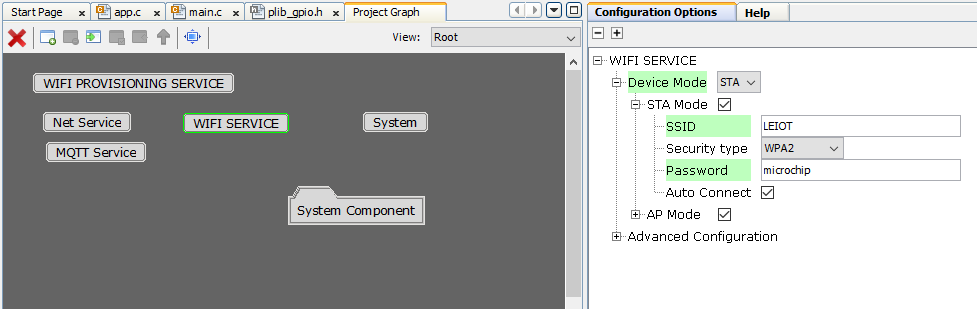 Start Page
app.c
main.c
plib_gpio.h
Project Graph
View:
Root
WIFI PROVISIONING SERVICE
Net Service
WIFI SERVICE
System
MQTT Service
System Component
Configuration Options
Help
WIFI SERVICE
Device Mode STA
STA Mode
SSID LEIOT
Security type WPA2
Password microchip
Auto Connect
AP Mode
Advanced Configuration